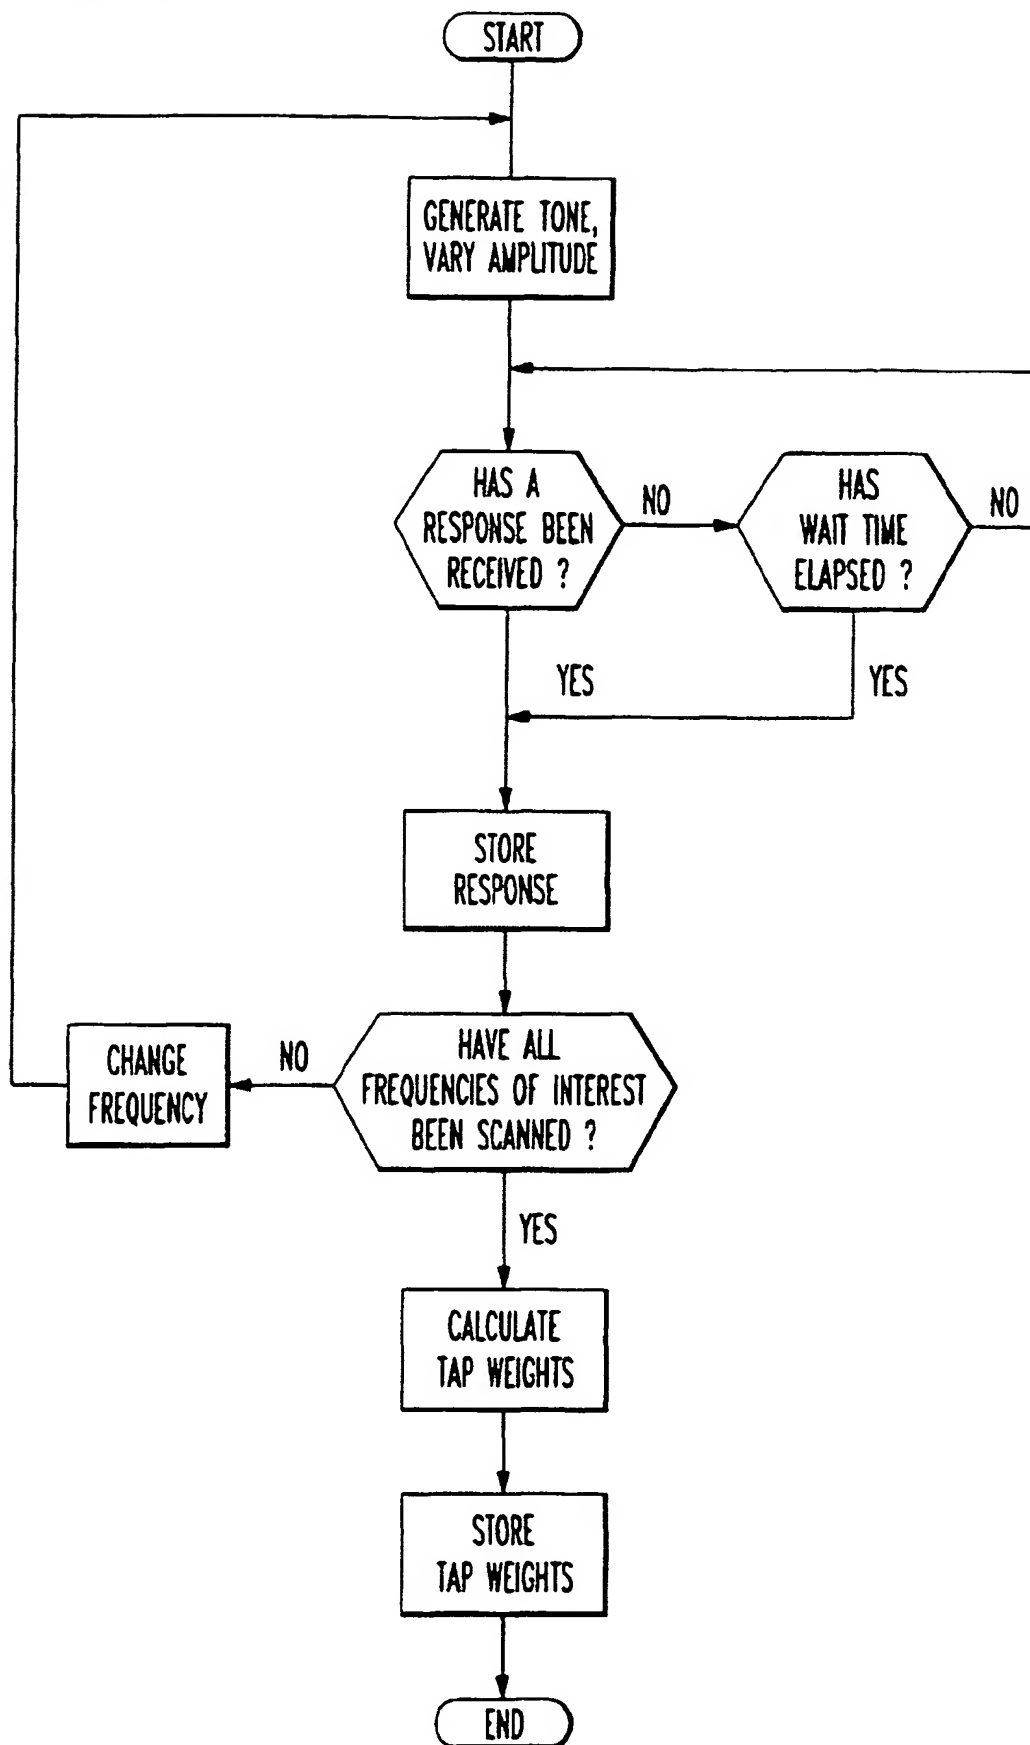 START
GENERATE TONE,
VARY AMPLITUDE
HAS A
RESPONSE BEEN
RECEIVED ?
NO
HAS
WAIT TIME
ELAPSED ?
NO
YES
YES
STORE
RESPONSE
HAVE ALL
FREQUENCIES OF INTEREST
BEEN SCANNED ?
NO
CHANGE
FREQUENCY
YES
CALCULATE
TAP WEIGHTS
STORE
TAP WEIGHTS
END